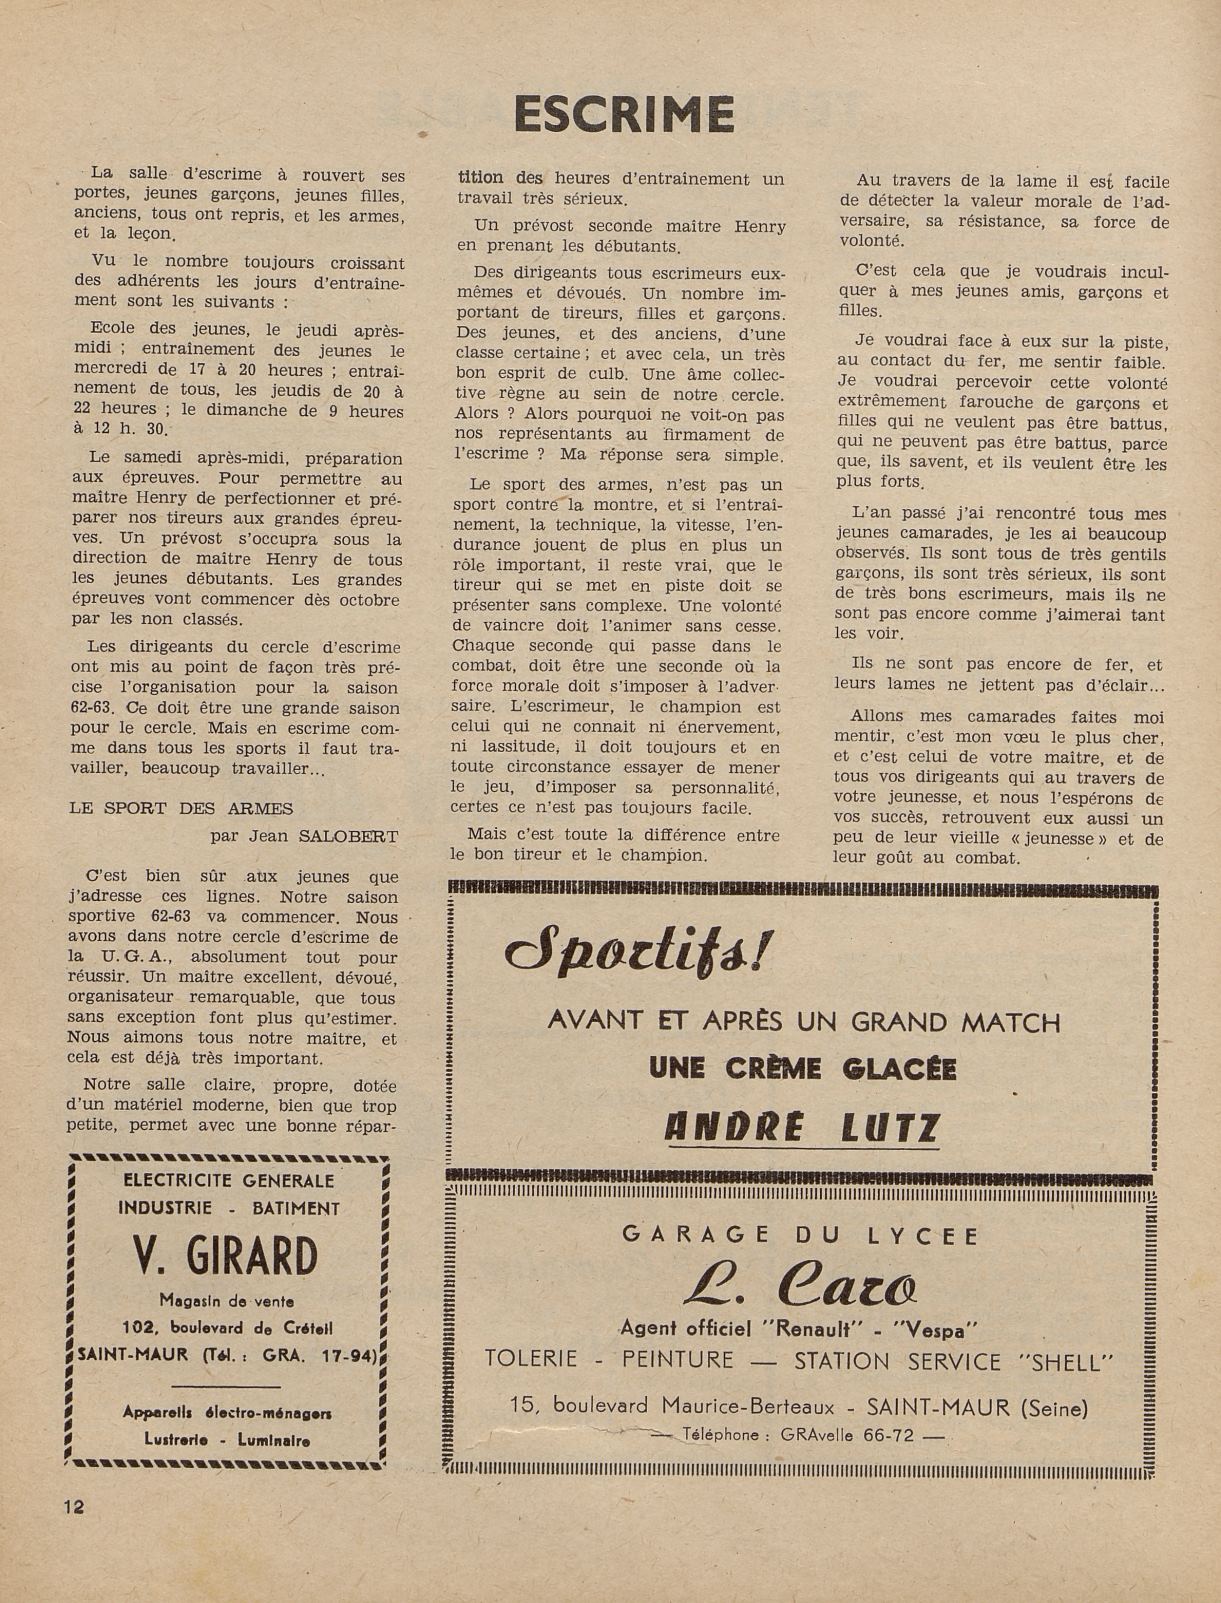 ESCRIME
La salle d'escrime à rouvert ses
portes, jeunes garçons, jeunes filles,
anciens, tous ont repris, et les armes,
et la leçon.
Vu le nombre toujours croissant
des adhérents les jours d'entraîne-
ment sont les suivants :
Ecole des jeunes, le jeudi après-
midi ; entraînement des jeunes le
mercredi de 17 à 20 heures ; entraî-
nement de tous, les jeudis de 20 à
22 heures ; le dimanche de 9 heures
à 12 h. 30.
Le samedi après-midi, préparation
aux épreuves. Pour permettre au
maître Henry de perfectionner et pré-
parer nos tireurs aux grandes épreu-
ves. Un prévost s'occupra sous la
direction de maître Henry de tous
les jeunes débutants. Les grandes
épreuves vont commencer dès octobre
par les non classés.
Les dirigeants du cercle d'escrime
ont mis au point de façon très pré-
cise l'organisation pour la saison
62-63. Ce doit être une grande saison
pour le cercle. Mais en escrime com-
me dans tous les sports il faut tra-
vailler, beaucoup travailler...
LE SPORT DES ARMES
par Jean SALOBERT
C'est bien sûr aux jeunes que
j'adresse ces lignes. Notre saison
sportive 62-63 va commencer. Nous
avons dans notre cercle d'escrime de
la U.G.A., absolument tout pour
réussir. Un maître excellent, dévoué,
organisateur remarquable, que tous
sans exception font plus qu'estimer.
Nous aimons tous notre maitre, et
cela est déjà très important.
Notre salle claire, propre, dotée
d'un matériel moderne, bien que trop
petite, permet avec une bonne répar-
tition des heures d'entraînement un
travail très sérieux.
Un prévost seconde maître Henry
en prenant les débutants.
Des dirigeants tous escrimeurs eux-
mêmes et dévoués. Un nombre im-
portant de tireurs, filles et garçons.
Des jeunes, et des anciens, d'une
classe certaine ; et avec cela, un très
bon esprit de culb. Une âme collec-
tive règne au sein de notre cercle.
Alors ? Alors pourquoi ne voit-on pas
nos représentants au firmament de
l'escrime ? Ma réponse sera simple.
Le sport des armes, n'est pas un
sport contre la montre, et si l'entraî-
nement, la technique, la vitesse, l'en-
durance jouent de plus en plus un
rôle important, il reste vrai, que le
tireur qui se met en piste doit se
présenter sans complexe. Une volonté
de vaincre doit l'animer sans cesse.
Chaque seconde qui passe dans le
combat, doit être une seconde où la
force morale doit s'imposer à l'adver-
saire. L'escrimeur, le champion est
celui qui ne connait ni énervement,
ni lassitude, il doit toujours et en
toute circonstance essayer de mener
le jeu, d'imposer sa personnalité,
certes ce n'est pas toujours facile.
Mais c'est toute la différence entre
le bon tireur et le champion.
Au travers de la lame il est facile
de détecter la valeur morale de l'ad-
versaire, sa résistance, sa force de
volonté.
C'est cela que je voudrais incul-
quer à mes jeunes amis, garçons et
filles.
Je voudrai face à eux sur la piste,
au contact du fer, me sentir faible.
Je voudrai percevoir cette volonté
extrêmement farouche de garçons et
filles qui ne veulent pas être battus,
qui ne peuvent pas être battus, parce
que, ils savent, et ils veulent être les
plus forts.
L'an passé j'ai rencontré tous mes
jeunes camarades, je les ai beaucoup
observés. Ils sont tous de très gentils
garçons, ils sont très sérieux, ils sont
de très bons escrimeurs, mais ils ne
sont pas encore comme j'aimerai tant
les voir.
Ils ne sont pas encore de fer, et
leurs lames ne jettent pas d'éclair...
Allons mes camarades faites moi
mentir, c'est mon vœu le plus cher,
et c'est celui de votre maître, et de
tous vos dirigeants qui au travers de
votre jeunesse, et nous l'espérons de
vos succès, retrouvent eux aussi un
peu de leur vieille « jeunesse » et de
leur goût au combat.
ELECTRICITE GENERALE
INDUSTRIE - BATIMENT
V. GIRARD
Magasin de vente
102, boulevard de Créteil
SAINT-MAUR (Tél. : GRA. 17-94)
Appareils électro-ménagers
Lustrerie - Luminaire
Sportifs!
AVANT ET APRÈS UN GRAND MATCH
UNE CRÈME GLACÉE
ANDRE LUTZ
GARAGE DU LYCEE
L. Caro
Agent officiel "Renault" - "Vespa"
TOLERIE - PEINTURE — STATION SERVICE "SHELL"
15, boulevard Maurice-Berteaux - SAINT-MAUR (Seine)
— Téléphone : GRAvelle 66-72 —
12